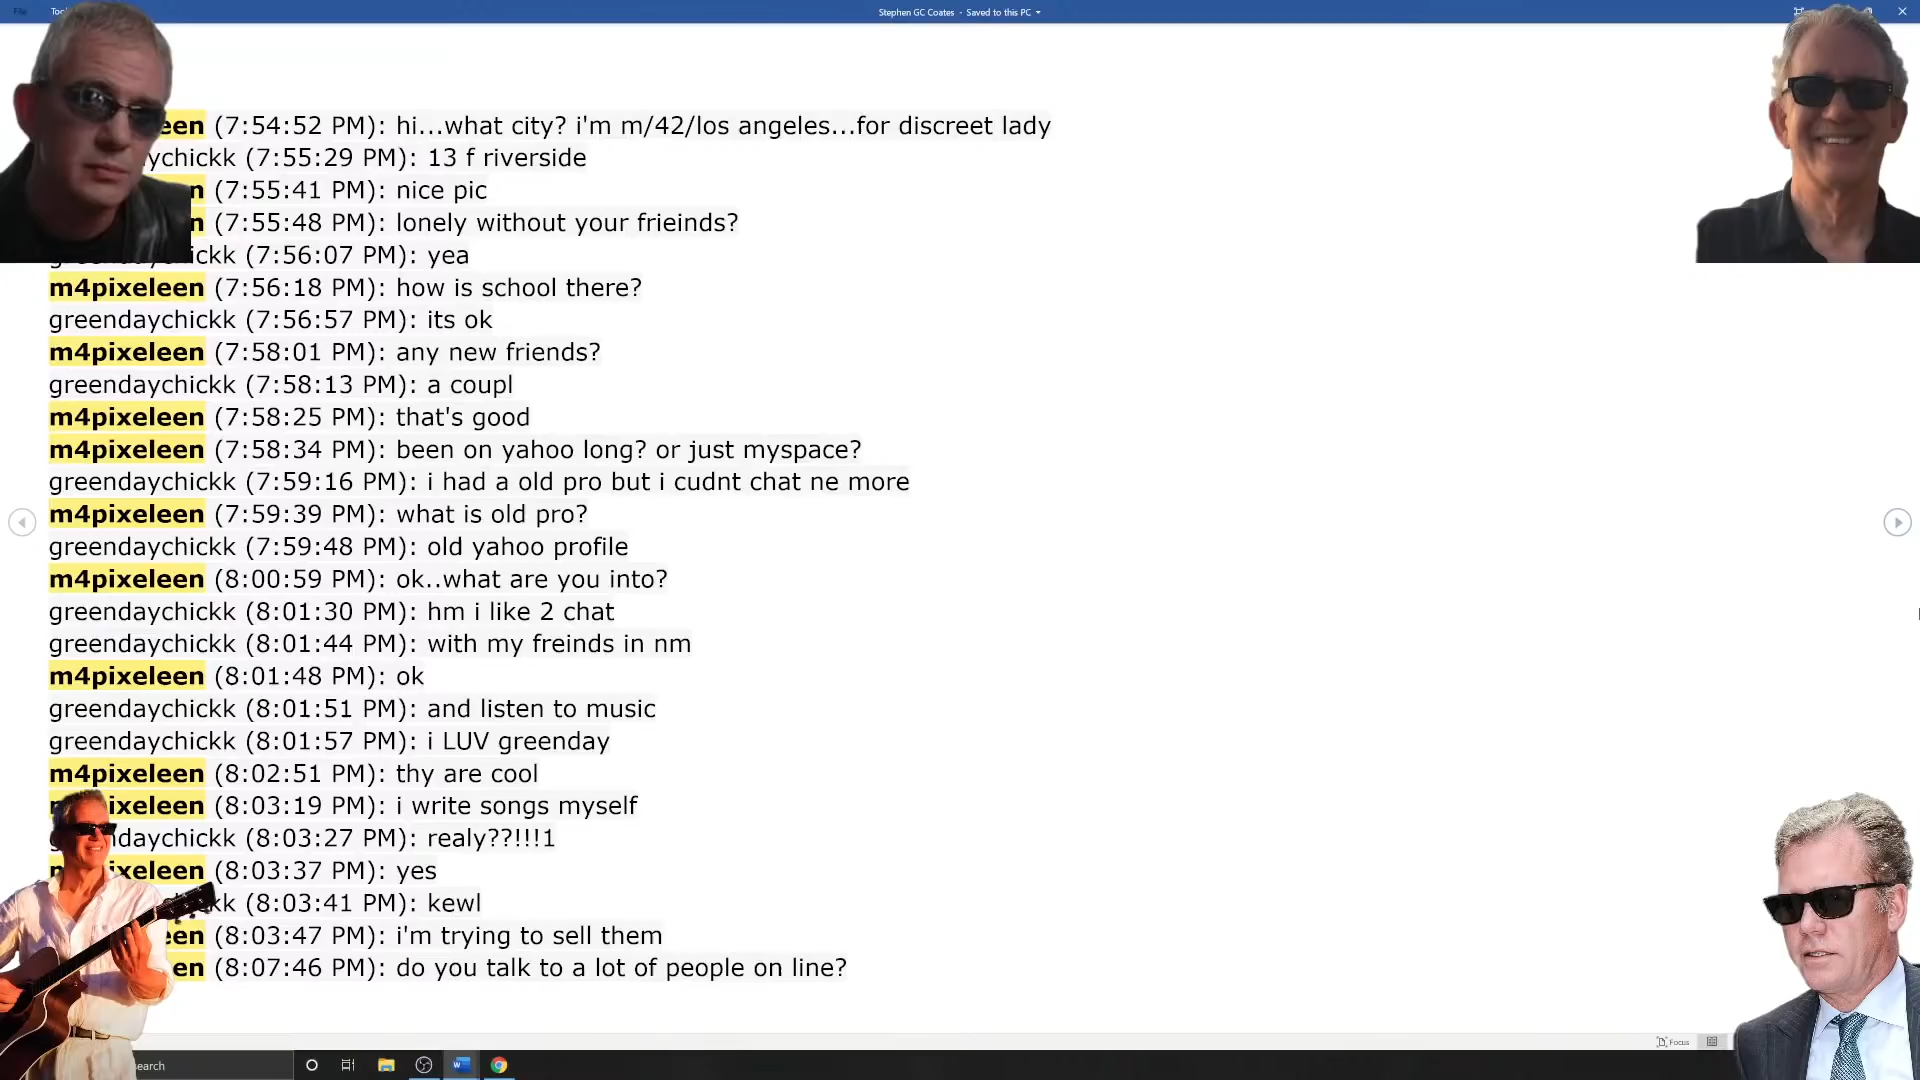 File Too
Stephen GC Coates - Saved to this PC
een (7:54:52 PM): hi...what city? i'm m/42/los angeles...for discreet lady
ychickk (7:55:29 PM): 13 f riverside
n (7:55:41 PM): nice pic
n (7:55:48 PM): lonely without your frieinds?
ickk (7:56:07 PM): yea
m4pixeleen (7:56:18 PM): how is school there?
greendaychickk (7:56:57 PM): its ok
m4pixeleen (7:58:01 PM): any new friends?
greendaychickk (7:58:13 PM): a coupl
m4pixeleen (7:58:25 PM): that's good
m4pixeleen (7:58:34 PM): been on yahoo long? or just myspace?
greendaychickk (7:59:16 PM): i had a old pro but i cudnt chat ne more
m4pixeleen (7:59:39 PM): what is old pro?
greendaychickk (7:59:48 PM): old yahoo profile
m4pixeleen (8:00:59 PM): ok..what are you into?
greendaychickk (8:01:30 PM): hm i like 2 chat
greendaychickk (8:01:44 PM): with my freinds in nm
m4pixeleen (8:01:48 PM): ok
greendaychickk (8:01:51 PM): and listen to music
greendaychickk (8:01:57 PM): i LUV greenday
m4pixeleen (8:02:51 PM): thy are cool
ixeleen (8:03:19 PM): i write songs myself
ndaychickk (8:03:27 PM): realy??!!!1
ixeleen (8:03:37 PM): yes
kk (8:03:41 PM): kewl
een (8:03:47 PM): i'm trying to sell them
en (8:07:46 PM): do you talk to a lot of people on line?
Focus
earch